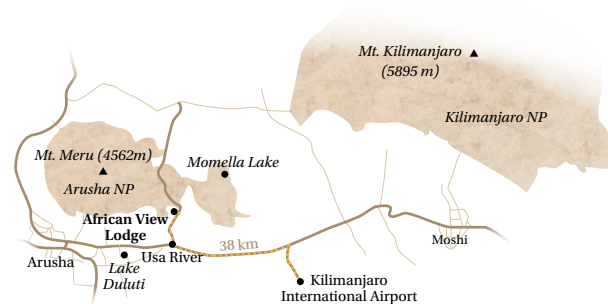 Mt. Kilimanjaro
(5895 m)
Kilimanjaro NP
Mt. Meru (4562m)
Arusha NP
Momella Lake
African View
Lodge
38 km
Usa River
Arusha
Lake
Duluti
Moshi
Kilimanjaro
International Airport